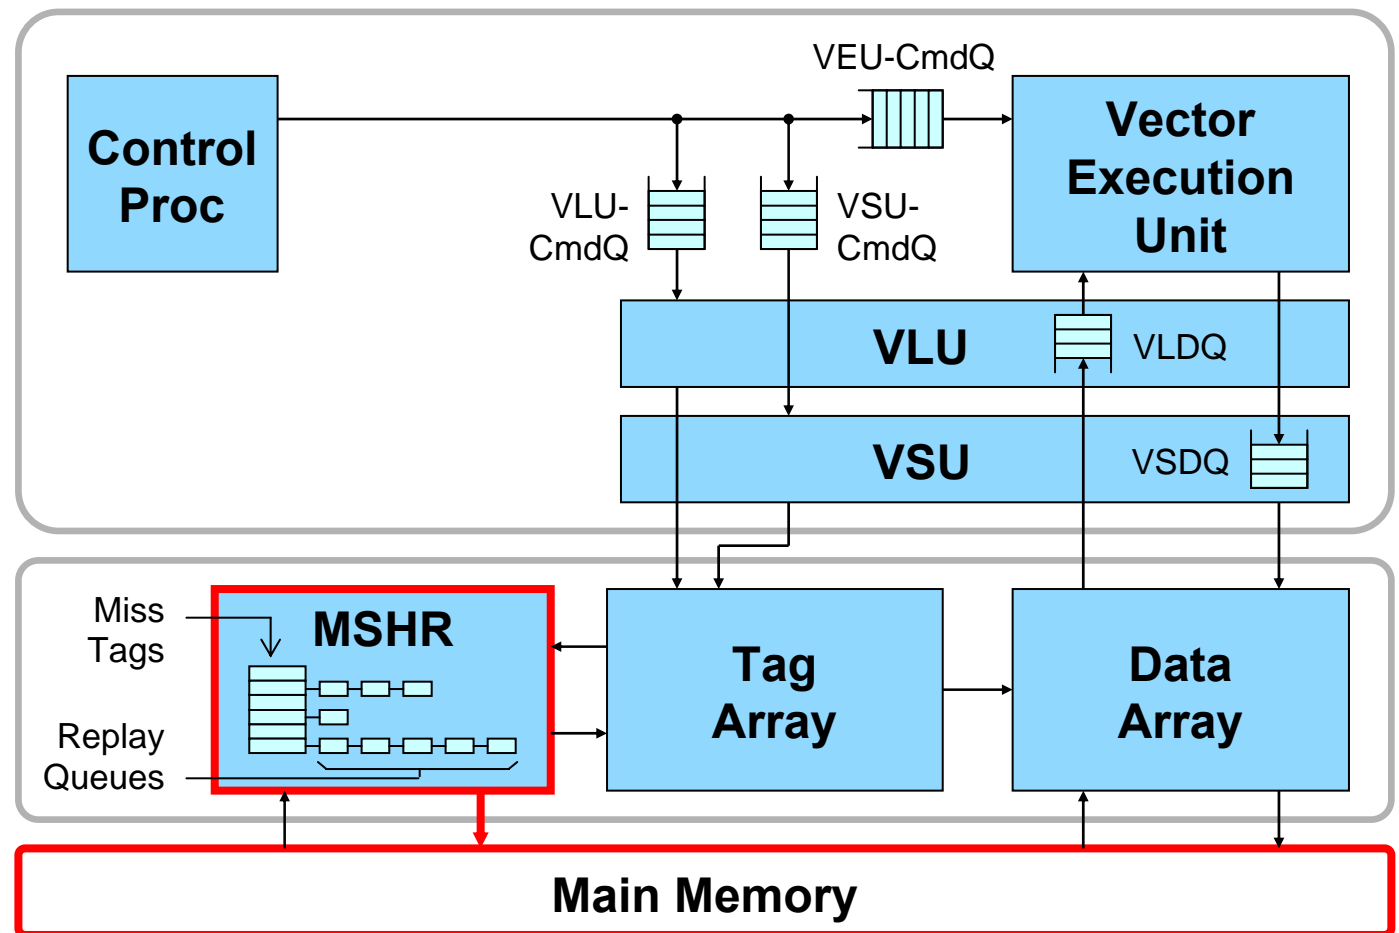 VEU-CmdQ
Control
Proc
Vector
Execution
Unit
VLU-
CmdQ
VSU-
CmdQ
VLU
VLDQ
VSU
VSDQ
Miss
Tags
MSHR
Replay
Queues
Tag
Array
Data
Array
Main Memory